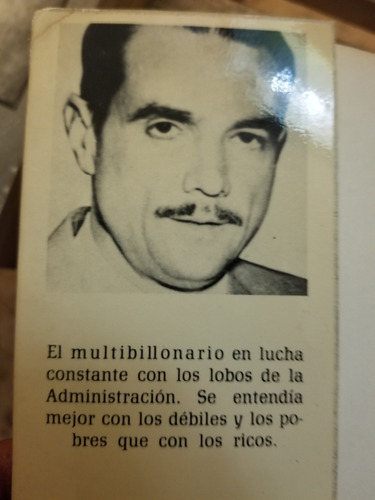 El multibillonario en lucha
constante con los lobos de la
Administración. Se entendía
mejor con los débiles y los po-
bres que con los ricos.